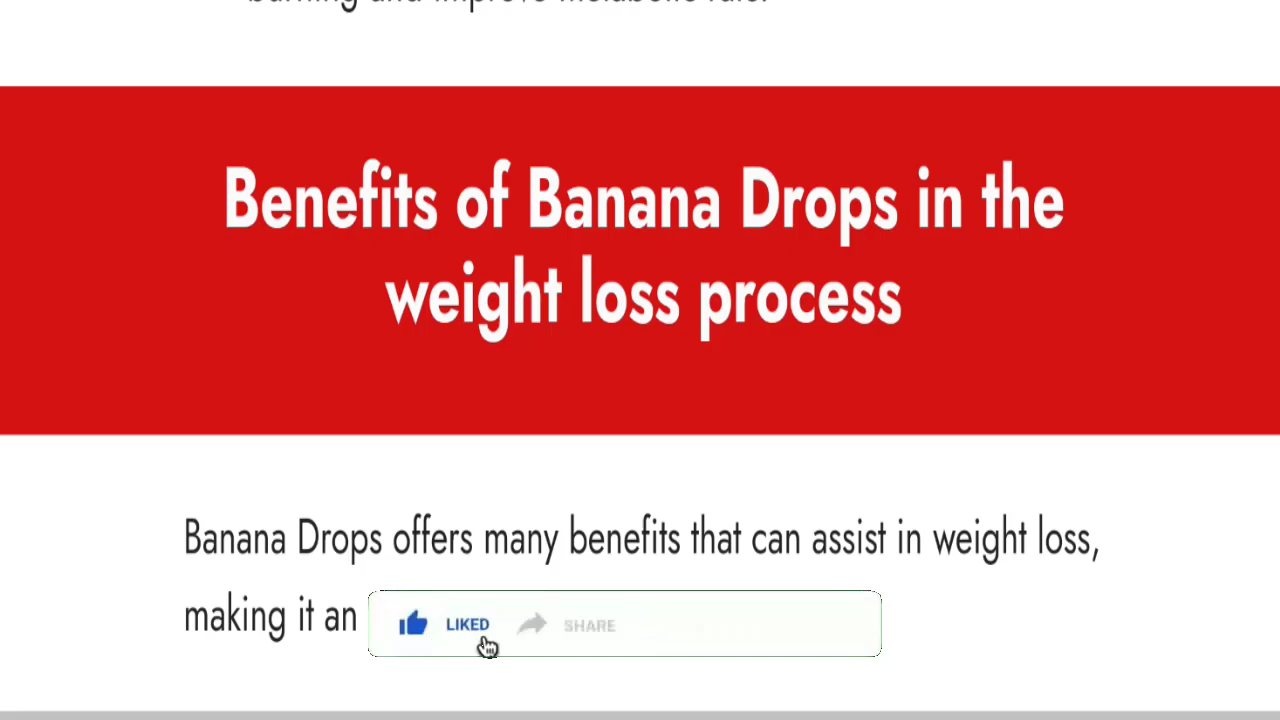 Benefits of Banana Drops in the
weight loss process
Banana Drops offers many benefits that can assist in weight loss,
making it an
LIKED SHARE